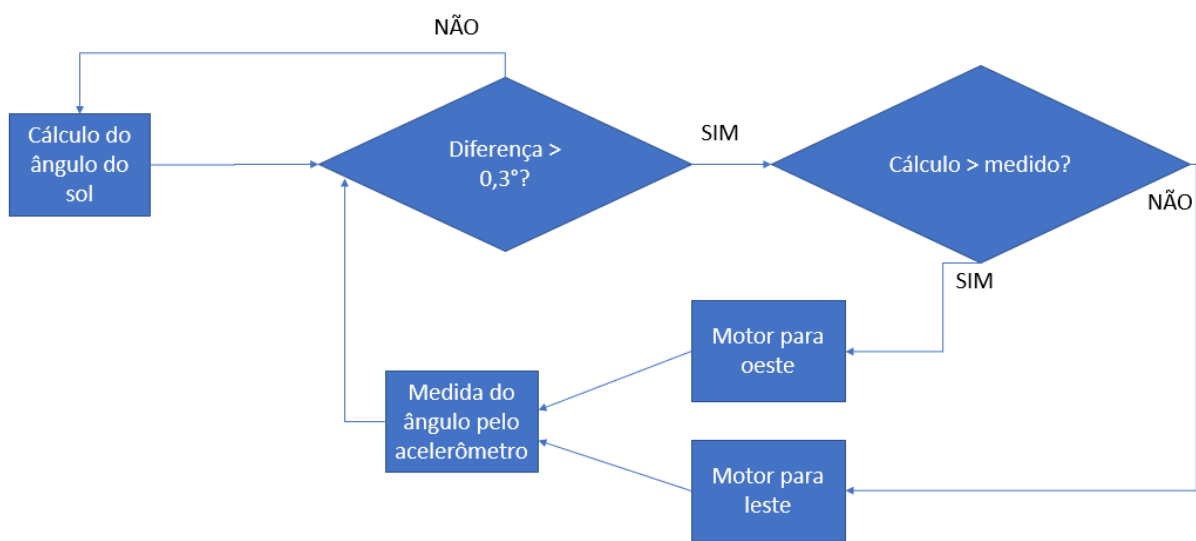 NÃO
Cálculo do
ângulo do
sol
Diferença >
0,3°?
SIM
Cálculo > medido?
NÃO
SIM
Motor para
oeste
Medida do
ângulo pelo
acelerômetro
Motor para
leste